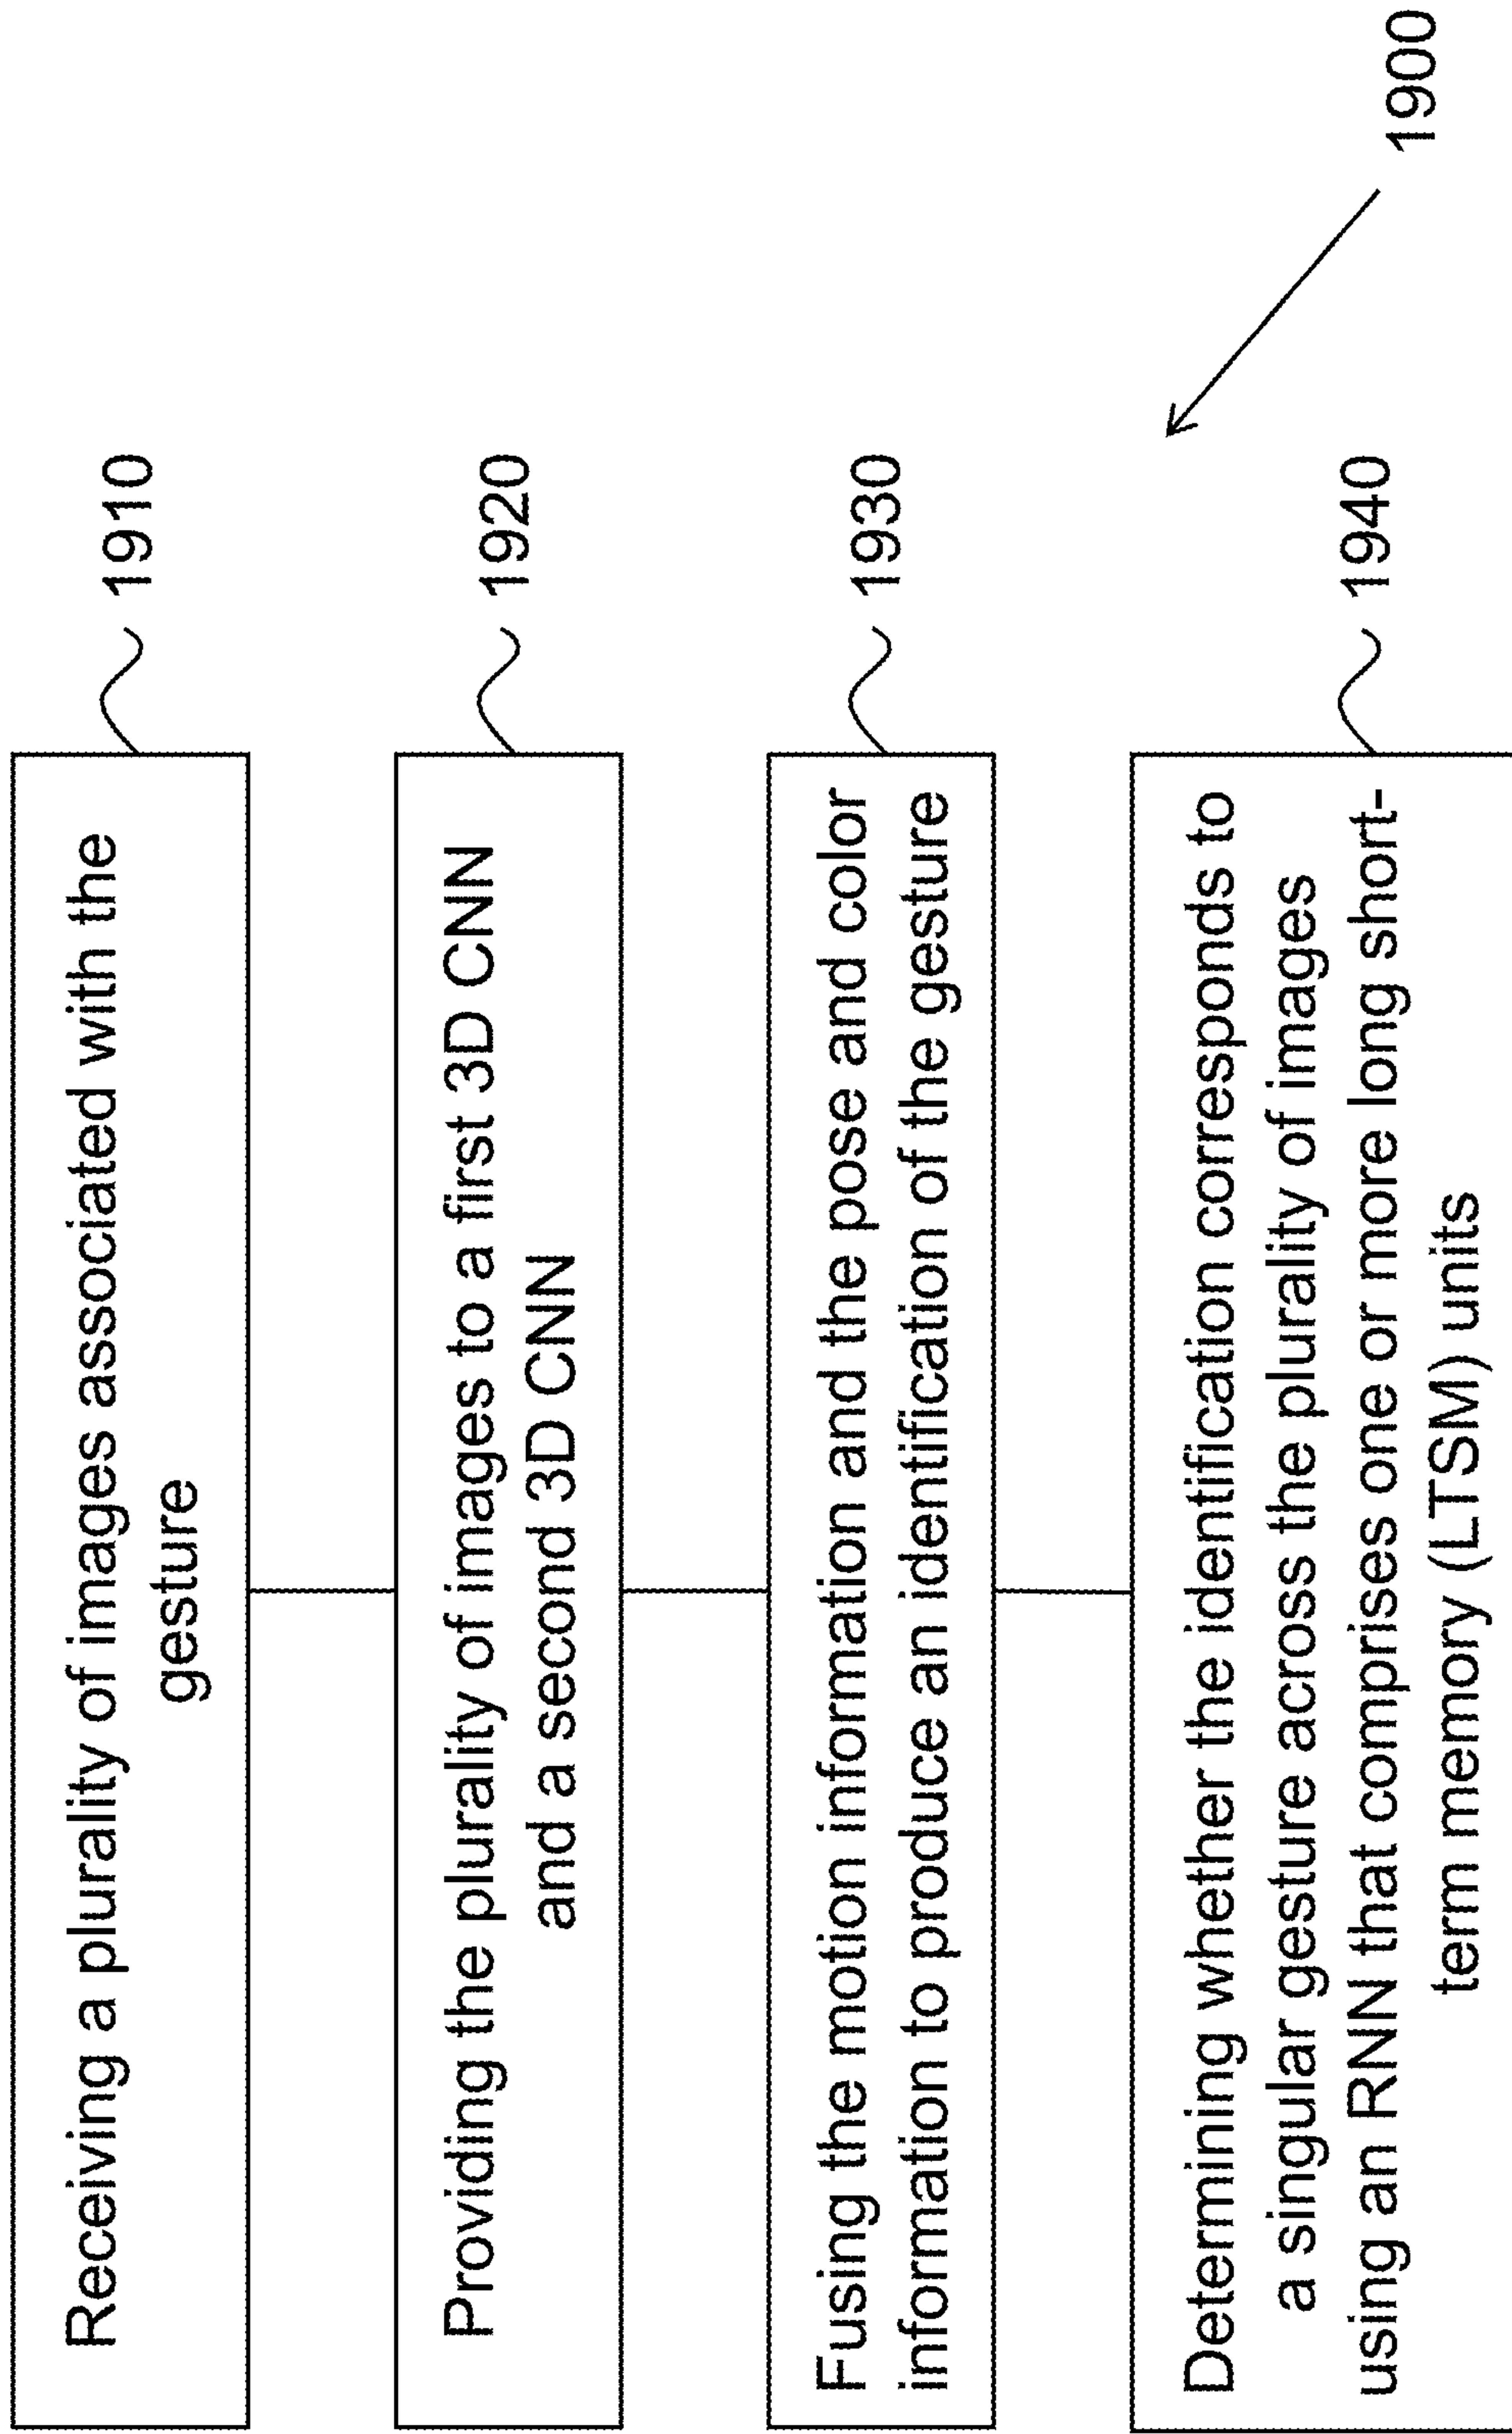 Receiving a plurality of images associated with the
gesture
1910
Providing the plurality of images to a first 3D CNN
and a second 3D CNN
1920
Fusing the motion information and the pose and color
information to produce an identification of the gesture
1930
Determining whether the identification corresponds to
a singular gesture across the plurality of images
using an RNN that comprises one or more long short-
term memory (LTSM) units
1940
1900